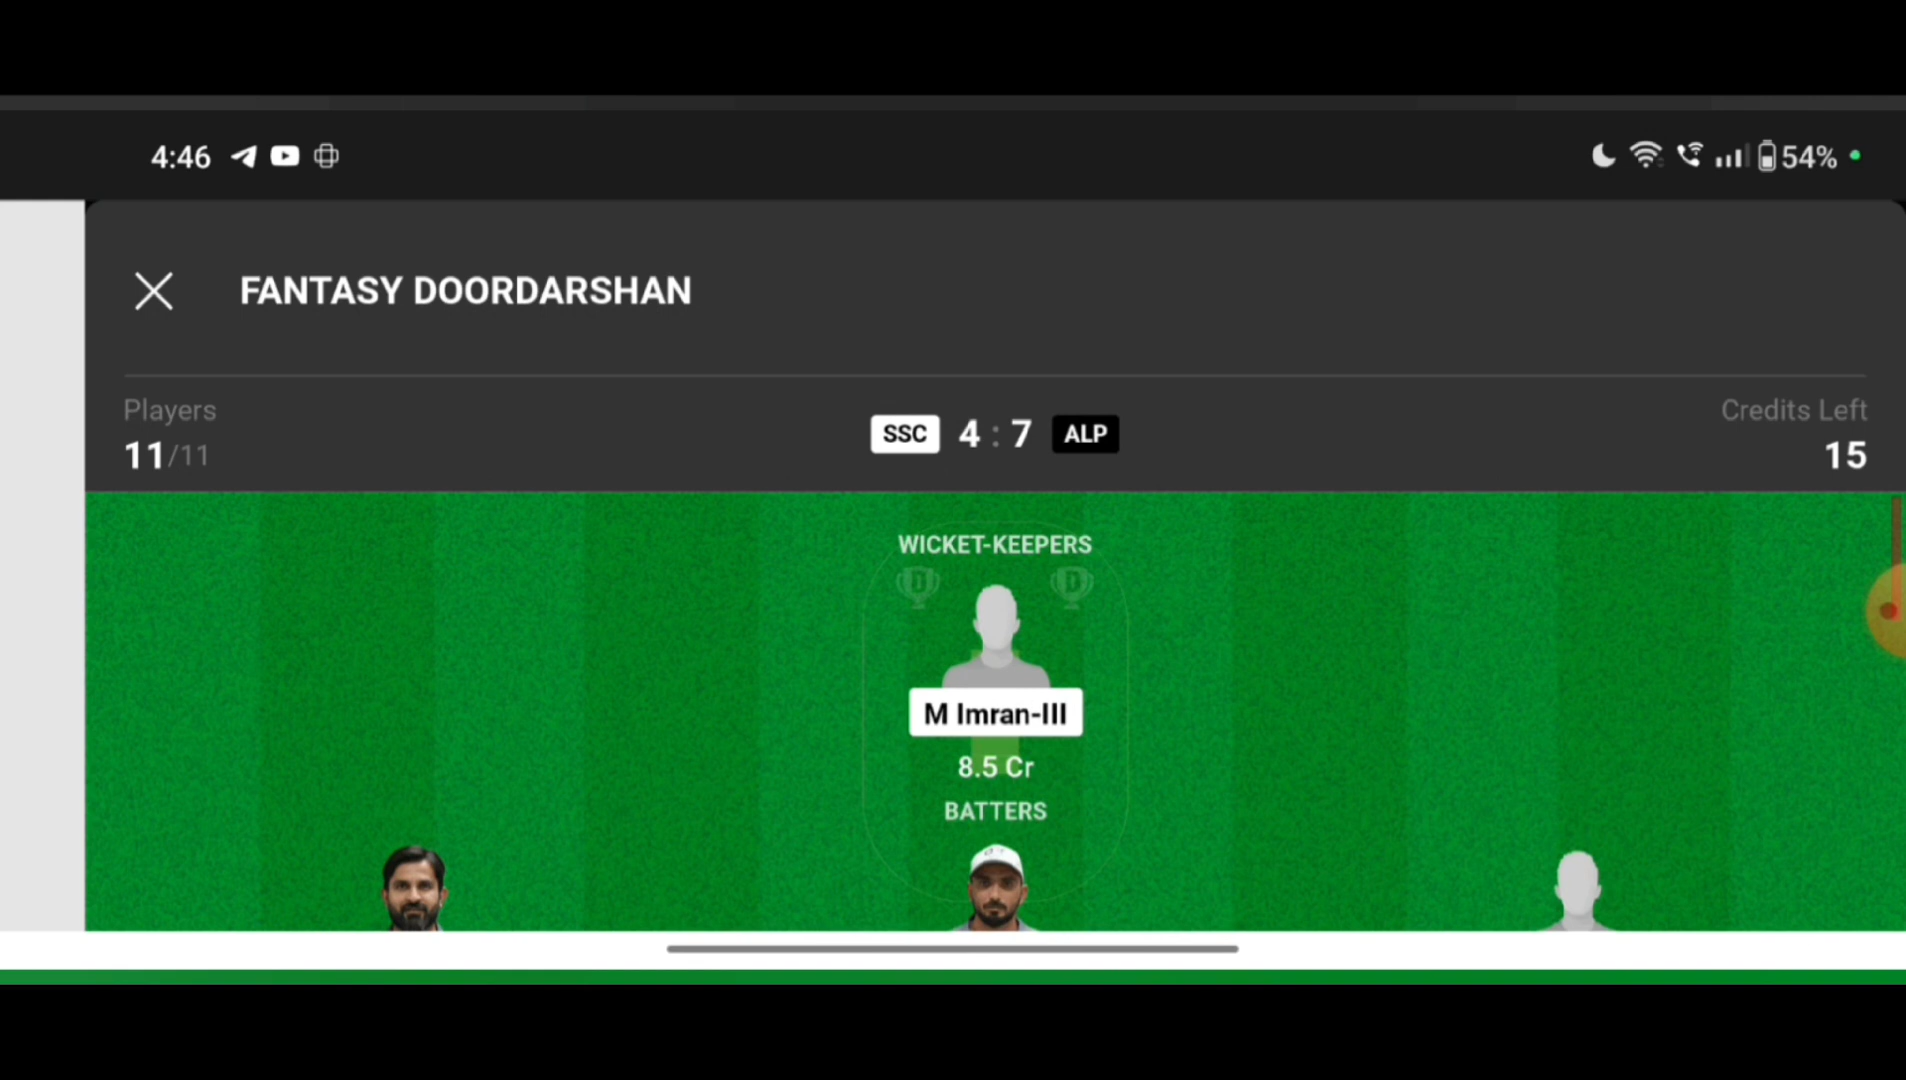 4:46
54%
FANTASY DOORDARSHAN
Players
11/11
SSC 4 : 7 ALP
Credits Left
15
WICKET-KEEPERS
D D
M Imran-III
8.5 Cr
BATTERS